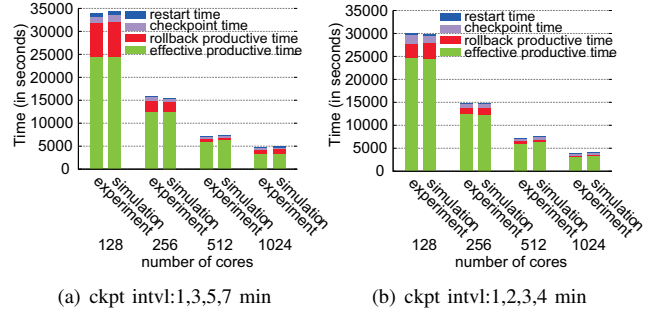 Time (in seconds)
35000
30000
25000
20000
15000
10000
5000
0
restart time
checkpoint time
rollback productive time
effective productive time
experiment
simulation
experiment
simulation
experiment
simulation
experiment
simulation
128 256 512 1024
number of cores
(a) ckpt intvl:1,3,5,7 min
Time (in seconds)
35000
30000
25000
20000
15000
10000
5000
0
restart time
checkpoint time
rollback productive time
effective productive time
experiment
simulation
experiment
simulation
experiment
simulation
experiment
simulation
128 256 512 1024
number of cores
(b) ckpt intvl:1,2,3,4 min